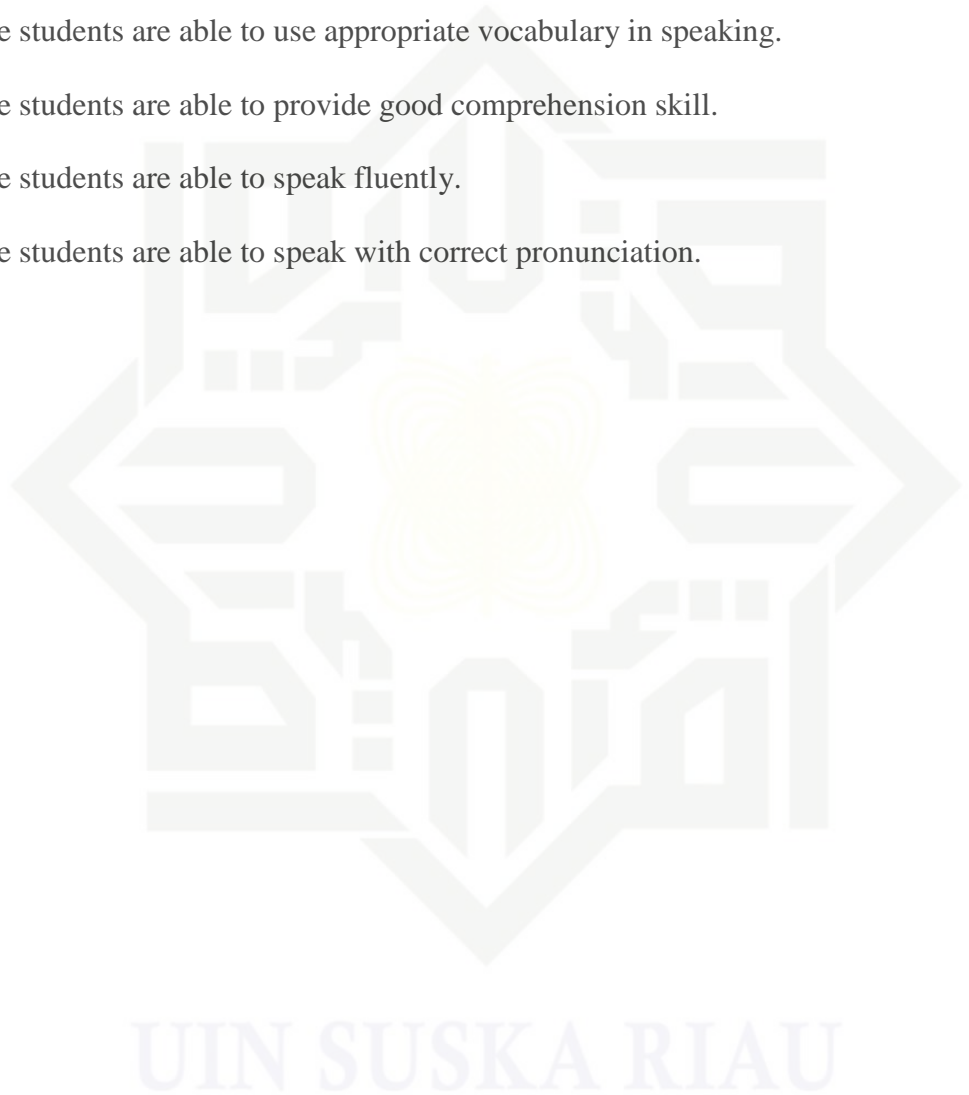 e students are able to use appropriate vocabulary in speaking.
e students are able to provide good comprehension skill.
e students are able to speak fluently.
e students are able to speak with correct pronunciation.
UIN SUSKA RIAU